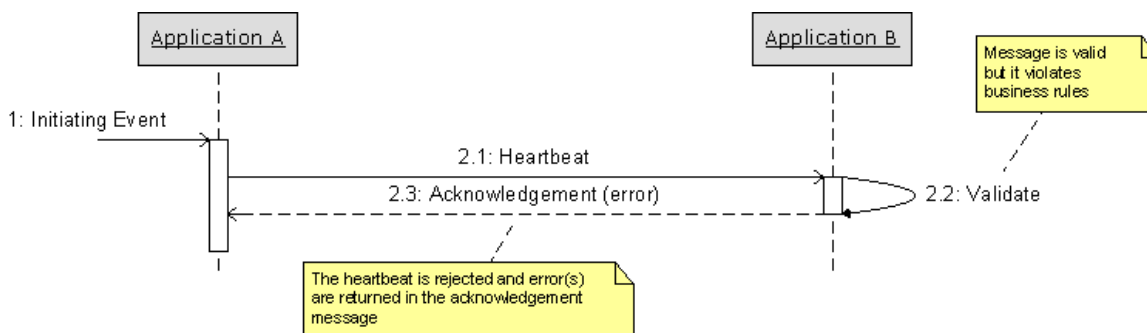 Application A
Application B
Message is valid
but it violates
business rules
1: Initiating Event
2.1: Heartbeat
2.3: Acknowledgement (error)
2.2: Validate
The heartbeat is rejected and error(s)
are returned in the acknowledgement
message